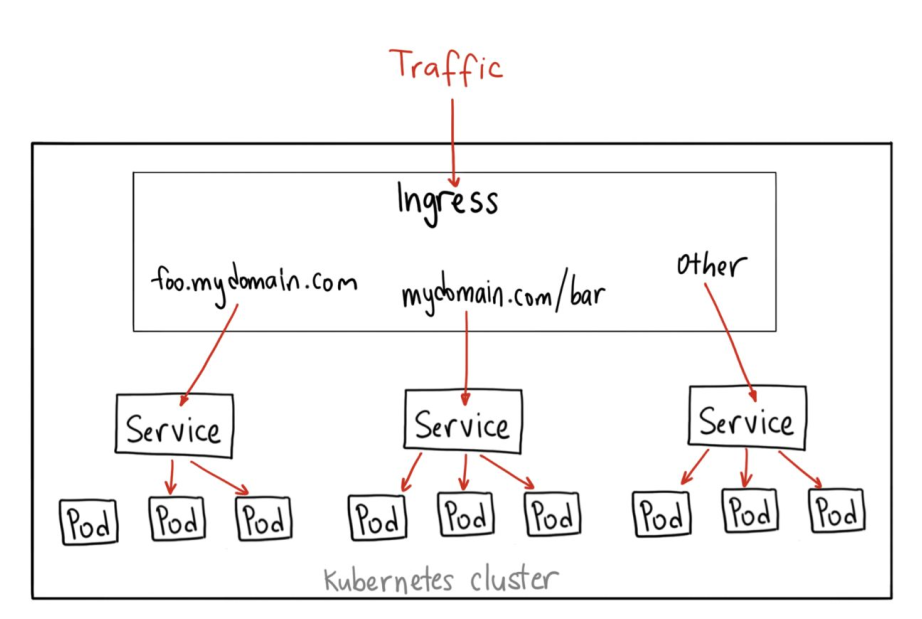 Traffic
Ingress
foo.mydomain.com
mydomain.com/bar
Other
Service
Service
Service
Pod
Pod
Pod
Pod
Pod
Pod
Pod
Pod
Pod
Kubernetes cluster